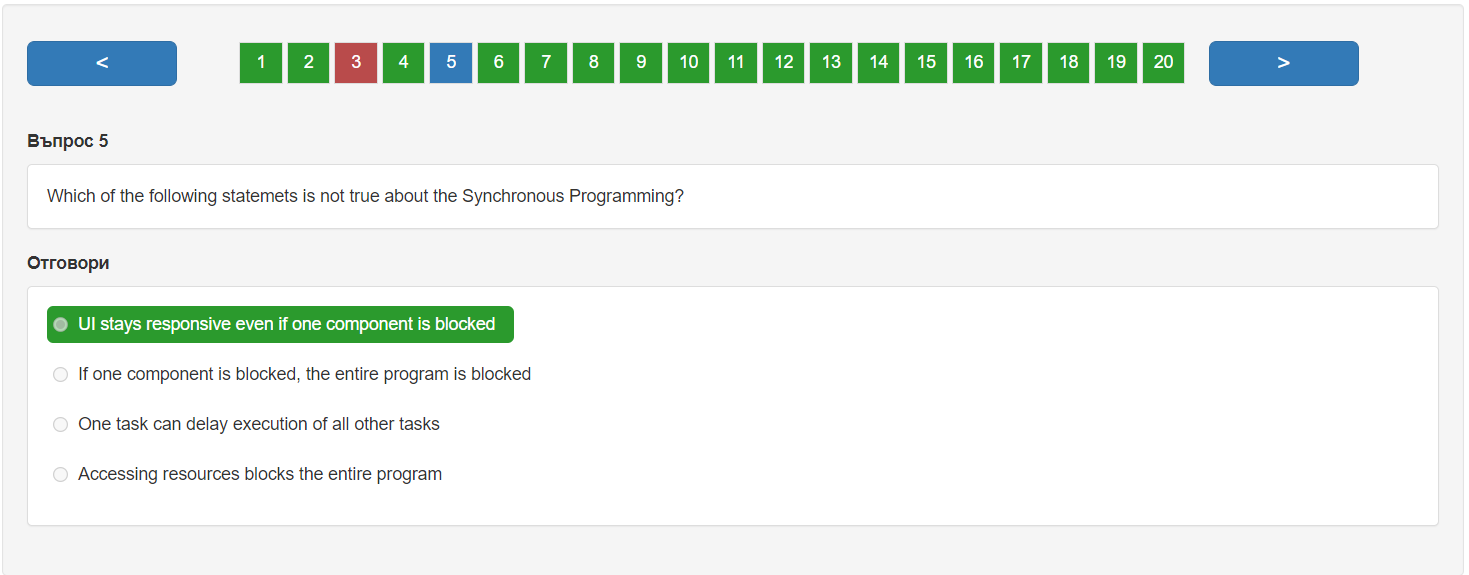 < 1 2 3 4 5 6 7 8 9 10 11 12 13 14 15 16 17 18 19 20 >
Въпрос 5
Which of the following statemets is not true about the Synchronous Programming?
Отговори
UI stays responsive even if one component is blocked
If one component is blocked, the entire program is blocked
One task can delay execution of all other tasks
Accessing resources blocks the entire program